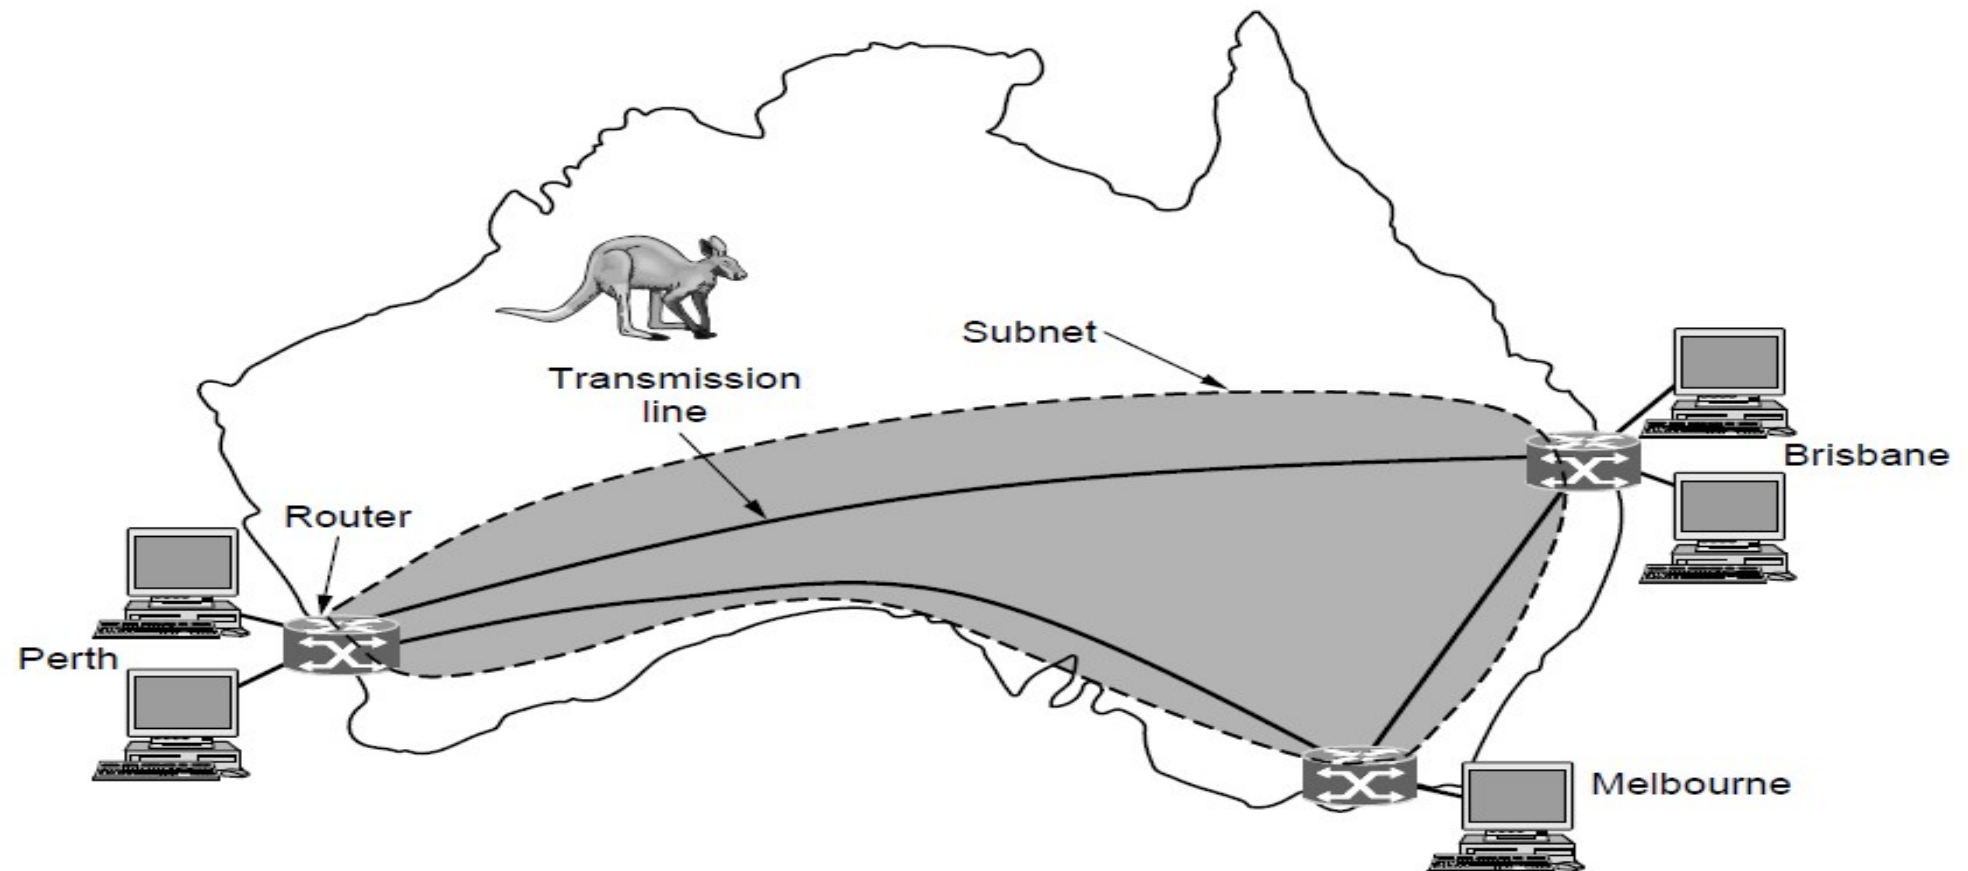 Subnet
Transmission
line
Brisbane
Router
Perth
Melbourne